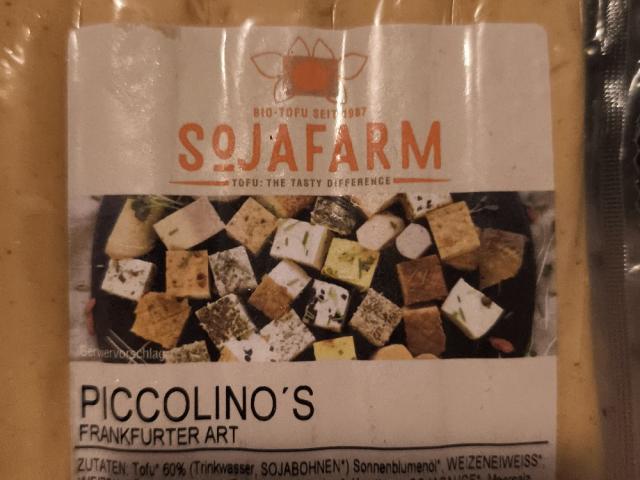 BIO-TOFU SEIT 1987
SOJAFARM
TOFU: THE TASTY DIFFERENCE
Serviervorschlag
PICCOLINO´S
FRANKFURTER ART
ZUTATEN: Tofu* 60% (Trinkwasser, SOJABOHNEN*) Sonnenblumenöl*, WEIZENEIWEISS*,